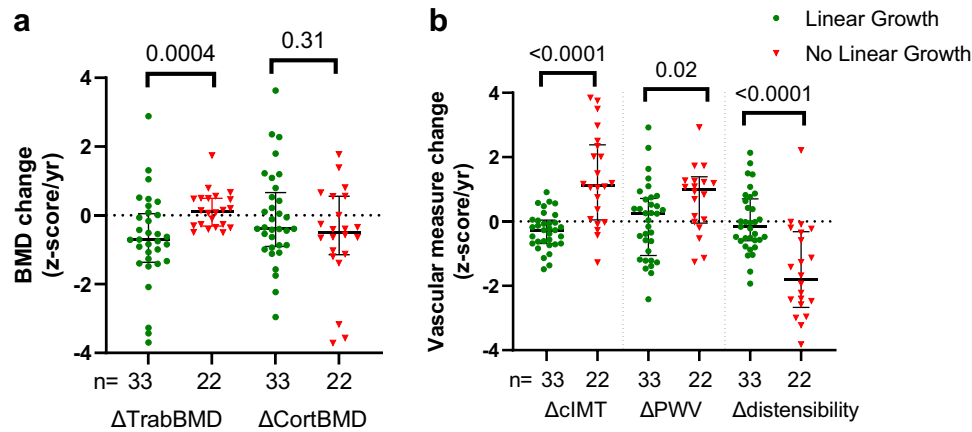 a
b
Linear Growth
No Linear Growth
0.0004
0.31
BMD change
(z-score/yr)
4
2
0
-2
-4
n= 33 22 33 22
ΔTrabBMD ΔCortBMD
<0.0001
0.02
<0.0001
Vascular measure change
(z-score/yr)
4
2
0
-2
-4
n= 33 22 33 22 33 22
ΔcIMT ΔPWV Δdistensibility